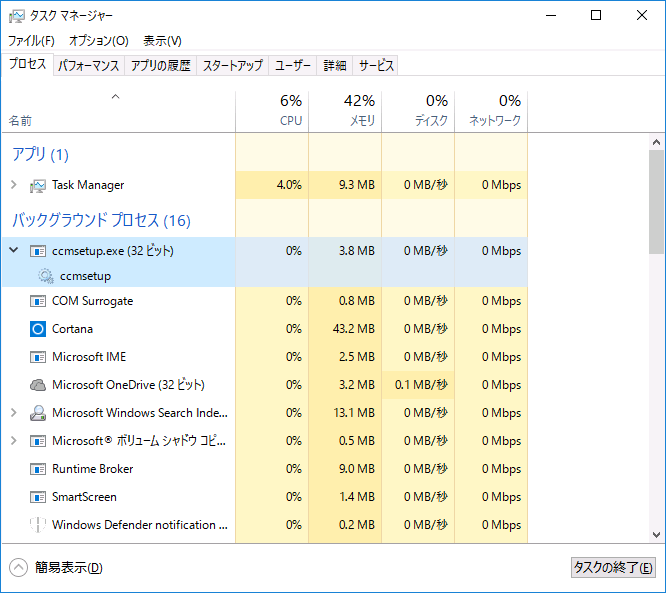 タスク マネージャー
ファイル(F) オプション(O) 表示(V)
プロセス パフォーマンス アプリの履歴 スタートアップ ユーザー 詳細 サービス
6% 42% 0% 0%
名前 CPU メモリ ディスク ネットワーク
アプリ (1)
Task Manager 4.0% 9.3 MB 0 MB/秒 0 Mbps
バックグラウンド プロセス (16)
ccmsetup.exe (32 ビット) 0% 3.8 MB 0 MB/秒 0 Mbps
ccmsetup
COM Surrogate 0% 0.8 MB 0 MB/秒 0 Mbps
Cortana 0% 43.2 MB 0 MB/秒 0 Mbps
Microsoft IME 0% 2.5 MB 0 MB/秒 0 Mbps
Microsoft OneDrive (32 ビット) 0% 3.2 MB 0.1 MB/秒 0 Mbps
Microsoft Windows Search Inde... 0% 13.1 MB 0 MB/秒 0 Mbps
Microsoft® ボリューム シャドウ コピ... 0% 0.5 MB 0 MB/秒 0 Mbps
Runtime Broker 0% 9.0 MB 0 MB/秒 0 Mbps
SmartScreen 0% 1.4 MB 0 MB/秒 0 Mbps
Windows Defender notification ... 0% 0.2 MB 0 MB/秒 0 Mbps
簡易表示(D) タスクの終了(E)